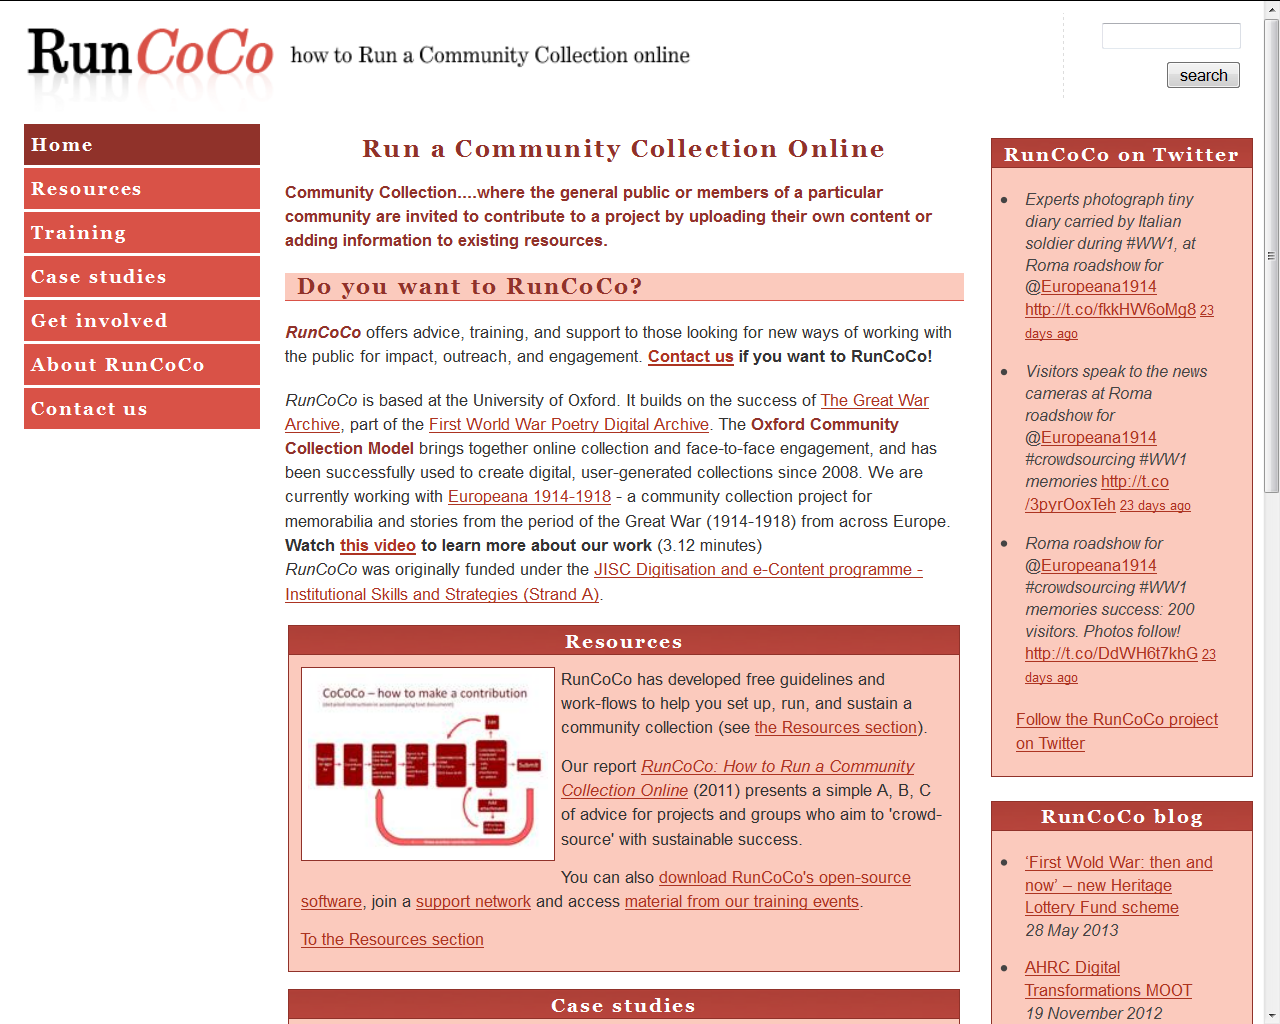 RunCoCo how to Run a Community Collection online
search
Home
Resources
Training
Case studies
Get involved
About RunCoCo
Contact us
Run a Community Collection Online
Community Collection....where the general public or members of a particular
community are invited to contribute to a project by uploading their own content or
adding information to existing resources.
Do you want to RunCoCo?
RunCoCo offers advice, training, and support to those looking for new ways of working with
the public for impact, outreach, and engagement. Contact us if you want to RunCoCo!
RunCoCo is based at the University of Oxford. It builds on the success of The Great War
Archive, part of the First World War Poetry Digital Archive. The Oxford Community
Collection Model brings together online collection and face-to-face engagement, and has
been successfully used to create digital, user-generated collections since 2008. We are
currently working with Europeana 1914-1918 - a community collection project for
memorabilia and stories from the period of the Great War (1914-1918) from across Europe.
Watch this video to learn more about our work (3.12 minutes)
RunCoCo was originally funded under the JISC Digitisation and e-Content programme -
Institutional Skills and Strategies (Strand A).
Resources
CoCoCo – how to make a contribution
Submit
RunCoCo has developed free guidelines and
work-flows to help you set up, run, and sustain a
community collection (see the Resources section).
Our report RunCoCo: How to Run a Community
Collection Online (2011) presents a simple A, B, C
of advice for projects and groups who aim to 'crowd-
source' with sustainable success.
You can also download RunCoCo's open-source
software, join a support network and access material from our training events.
To the Resources section
Case studies
RunCoCo on Twitter
Experts photograph tiny
diary carried by Italian
soldier during #WW1, at
Roma roadshow for
@Europeana1914
http://t.co/fkkHW6oMg8 23
days ago
Visitors speak to the news
cameras at Roma
roadshow for
@Europeana1914
#crowdsourcing #WW1
memories http://t.co
/3pyrOoxTeh 23 days ago
Roma roadshow for
@Europeana1914
#crowdsourcing #WW1
memories success: 200
visitors. Photos follow!
http://t.co/DdWH6t7khG 23
days ago
Follow the RunCoCo project
on Twitter
RunCoCo blog
‘First Wold War: then and
now’ – new Heritage
Lottery Fund scheme
28 May 2013
AHRC Digital
Transformations MOOT
19 November 2012